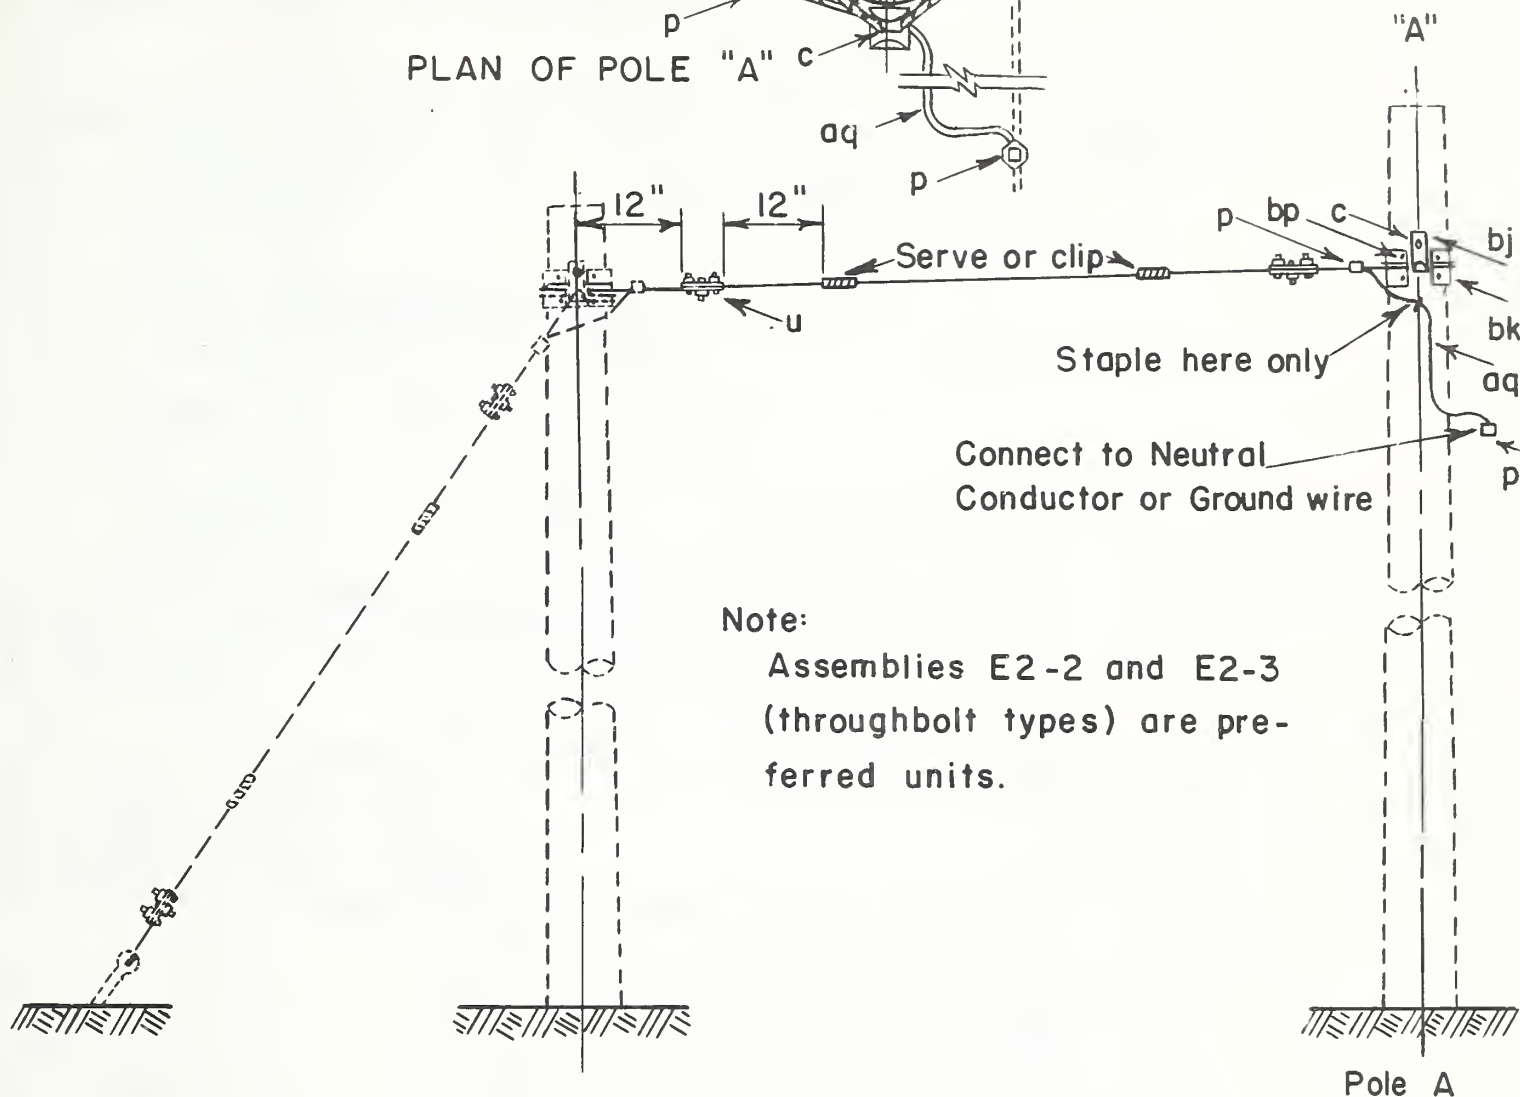 p
c
PLAN OF POLE "A"
"A"
aq
p
12"
12"
p
bp
c
bj
Serve or clip
u
bk
Staple here only
aq
Connect to Neutral
Conductor or Ground wire
p
Note:
Assemblies E2-2 and E2-3
(throughbolt types) are pre-
ferred units.
Pole A